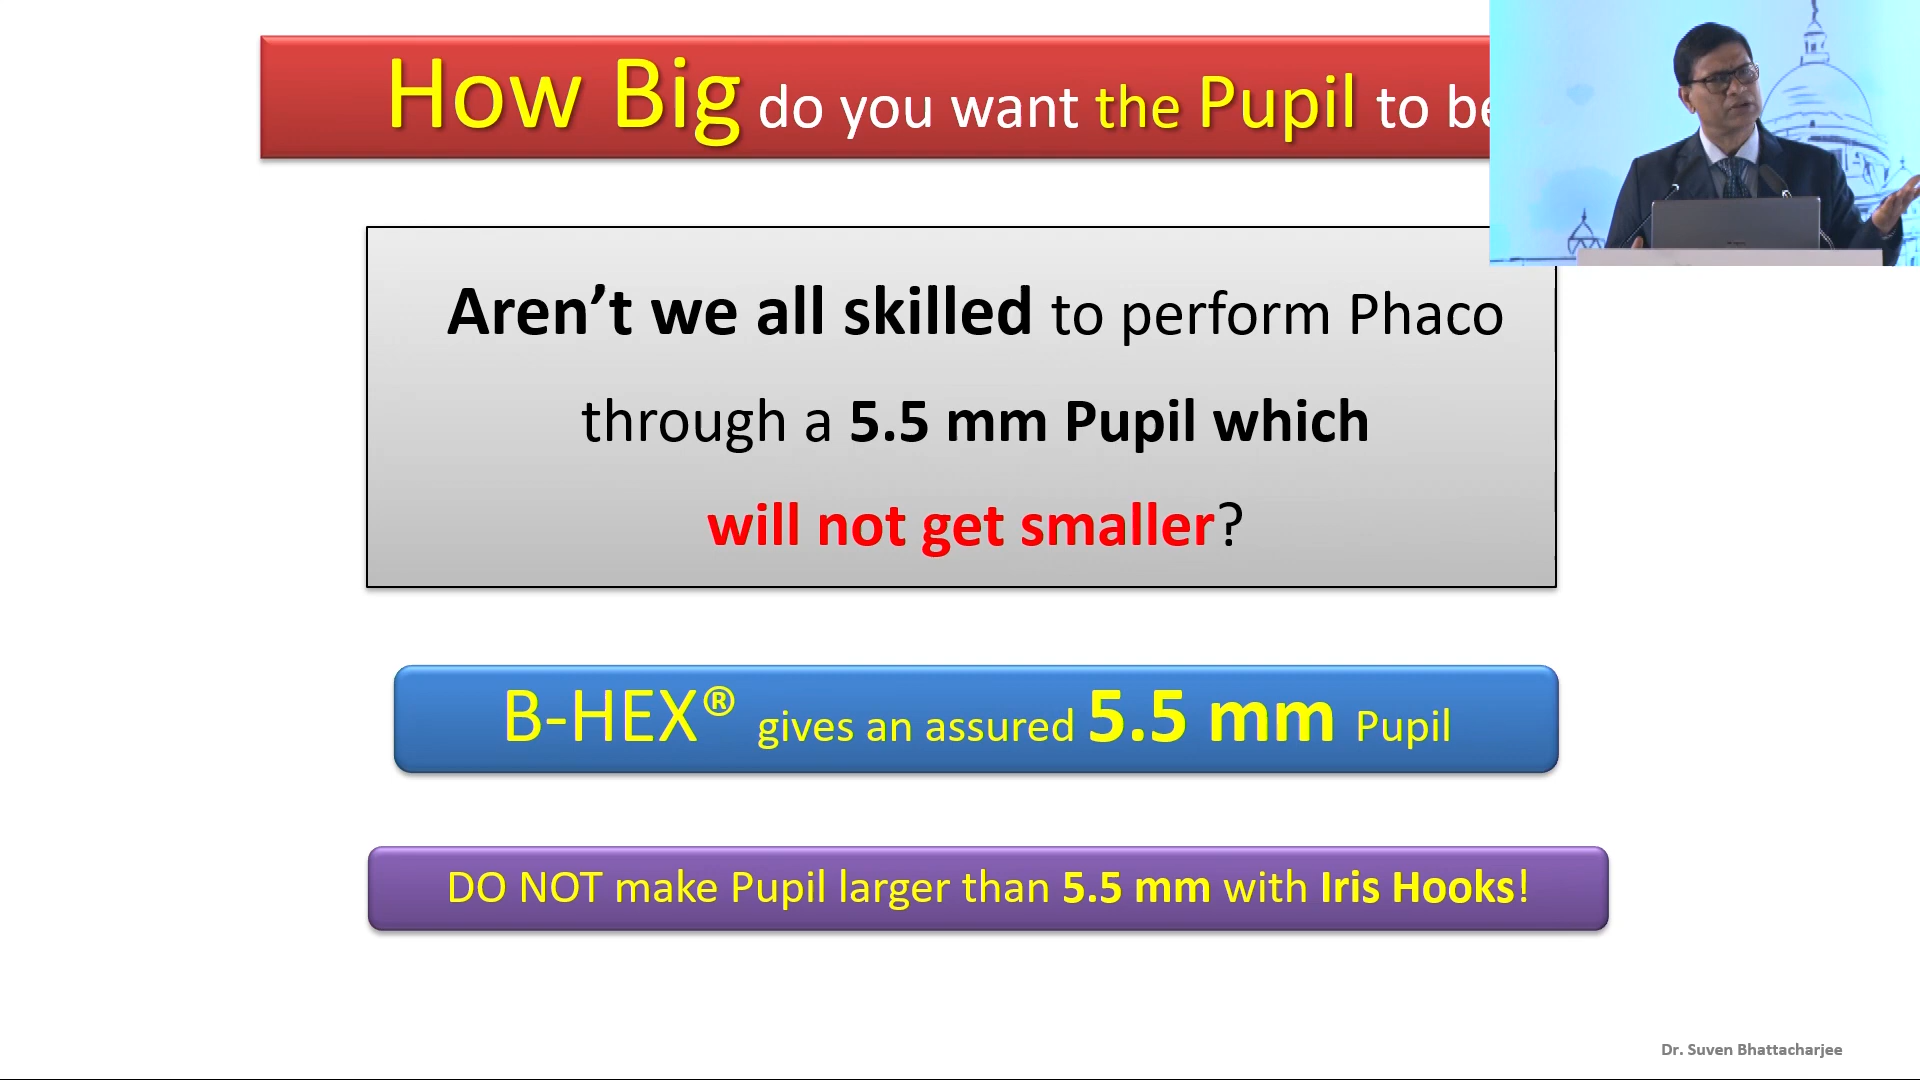 How Big do you want the Pupil to be
Aren’t we all skilled to perform Phaco
through a 5.5 mm Pupil which
will not get smaller?
B-HEX® gives an assured 5.5 mm Pupil
DO NOT make Pupil larger than 5.5 mm with Iris Hooks!
Dr. Suven Bhattacharjee